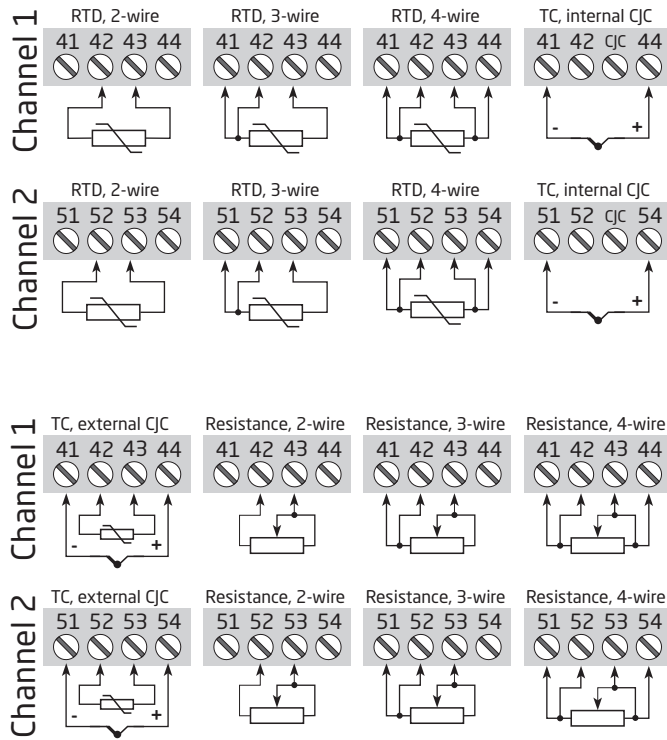 Channel 1
RTD, 2-wire RTD, 3-wire RTD, 4-wire TC, internal CJC
41 42 43 44 41 42 43 44 41 42 43 44 41 42 CJC 44
- +
Channel 2
RTD, 2-wire RTD, 3-wire RTD, 4-wire TC, internal CJC
51 52 53 54 51 52 53 54 51 52 53 54 51 52 CJC 54
- +
Channel 1
TC, external CJC Resistance, 2-wire Resistance, 3-wire Resistance, 4-wire
41 42 43 44 41 42 43 44 41 42 43 44 41 42 43 44
- +
Channel 2
TC, external CJC Resistance, 2-wire Resistance, 3-wire Resistance, 4-wire
51 52 53 54 51 52 53 54 51 52 53 54 51 52 53 54
- +